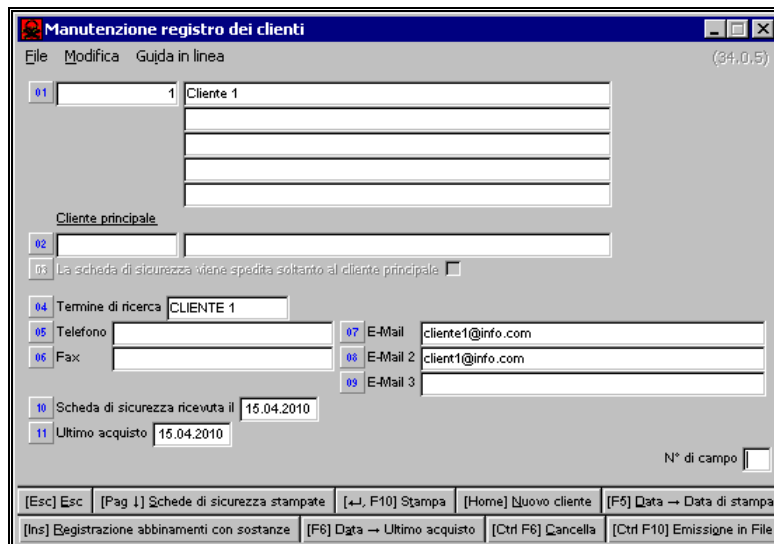 Manutenzione registro dei clienti
File Modifica Guida in linea (34.0.5)
01 1 Cliente 1
Cliente principale
02
03 La scheda di sicurezza viene spedita soltanto al cliente principale
04 Termine di ricerca CLIENTE 1
05 Telefono 07 E-Mail cliente1@info.com
06 Fax 08 E-Mail 2 client1@info.com
09 E-Mail 3
10 Scheda di sicurezza ricevuta il 15.04.2010
11 Ultimo acquisto 15.04.2010
N° di campo
[Esc] Esc [Pag ↓] Schede di sicurezza stampate [↵, F10] Stampa [Home] Nuovo cliente [F5] Data → Data di stampa
[Ins] Registrazione abbinamenti con sostanze [F6] Data → Ultimo acquisto [Ctrl F6] Cancella [Ctrl F10] Emissione in File